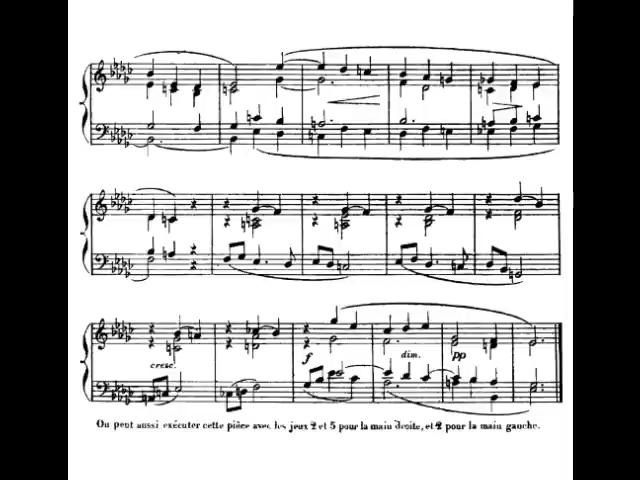 cresc.
f
dim.
pp
Ou peut aussi exécuter cette pièce avec les jeux 2 et 5 pour la main droite, et 2 pour la main gauche.